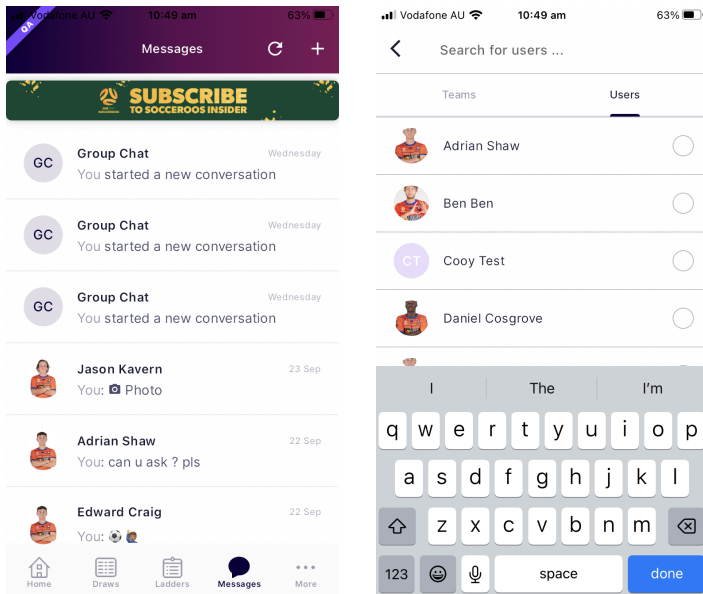 Vodafone AU
10:49 am
63%
QA
Messages
SUBSCRIBE
TO SOCCEROOS INSIDER
GC
Group Chat
Wednesday
You started a new conversation
GC
Group Chat
Wednesday
You started a new conversation
GC
Group Chat
Wednesday
You started a new conversation
Jason Kavern
23 Sep
You: 📷 Photo
Adrian Shaw
22 Sep
You: can u ask ? pls
Edward Craig
22 Sep
You: ⚽ 🙋🏽‍♂️
Home
Draws
Ladders
Messages
More
Vodafone AU
10:49 am
63%
Search for users ...
Teams
Users
Adrian Shaw
Ben Ben
CT
Cooy Test
Daniel Cosgrove
I
The
I’m
q w e r t y u i o p
a s d f g h j k l
z x c v b n m
123
space
done